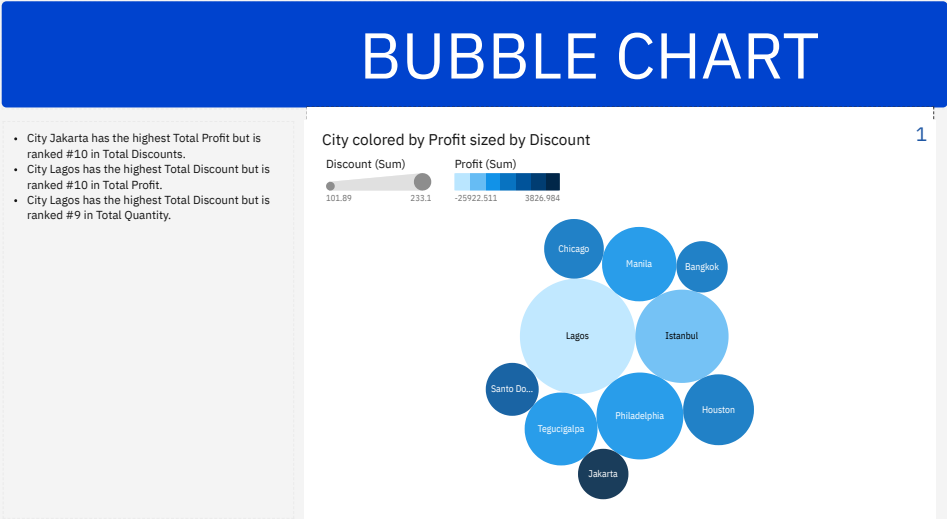 BUBBLE CHART
• City Jakarta has the highest Total Profit but is
ranked #10 in Total Discounts.
• City Lagos has the highest Total Discount but is
ranked #10 in Total Profit.
• City Lagos has the highest Total Discount but is
ranked #9 in Total Quantity.
1
City colored by Profit sized by Discount
Discount (Sum) Profit (Sum)
101.89 233.1 -25922.511 3826.984
Chicago
Manila
Bangkok
Lagos
Istanbul
Santo Do...
Tegucigalpa
Philadelphia
Houston
Jakarta